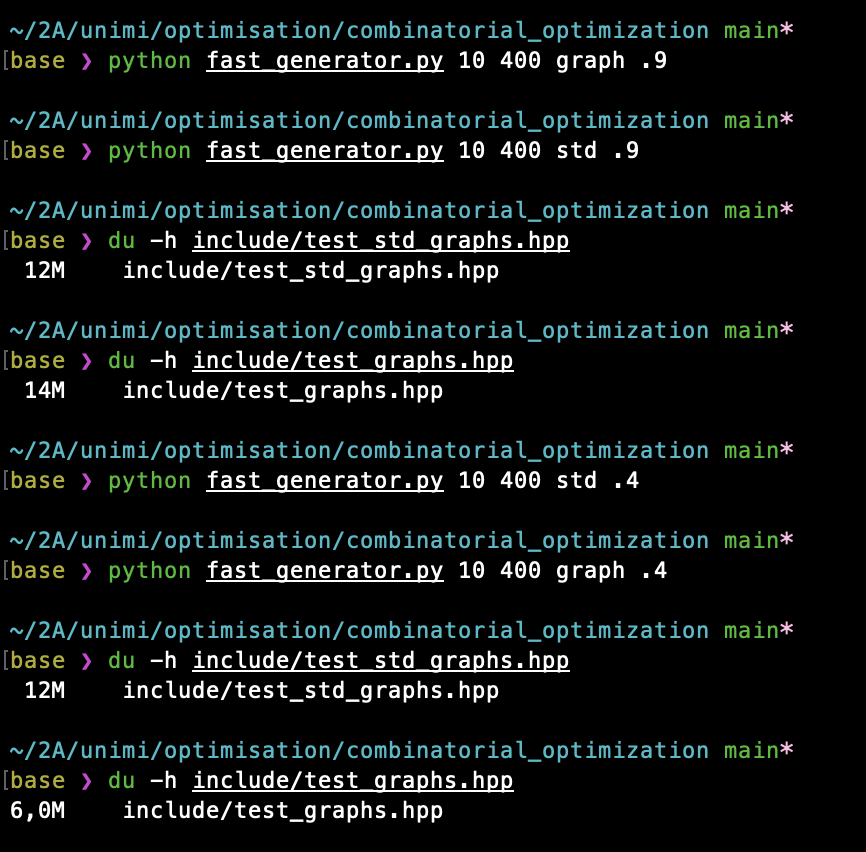 ~/2A/unimi/optimisation/combinatorial_optimization main*
[base ❯ python fast_generator.py 10 400 graph .9
~/2A/unimi/optimisation/combinatorial_optimization main*
[base ❯ python fast_generator.py 10 400 std .9
~/2A/unimi/optimisation/combinatorial_optimization main*
[base ❯ du -h include/test_std_graphs.hpp
12M include/test_std_graphs.hpp
~/2A/unimi/optimisation/combinatorial_optimization main*
[base ❯ du -h include/test_graphs.hpp
14M include/test_graphs.hpp
~/2A/unimi/optimisation/combinatorial_optimization main*
[base ❯ python fast_generator.py 10 400 std .4
~/2A/unimi/optimisation/combinatorial_optimization main*
[base ❯ python fast_generator.py 10 400 graph .4
~/2A/unimi/optimisation/combinatorial_optimization main*
[base ❯ du -h include/test_std_graphs.hpp
12M include/test_std_graphs.hpp
~/2A/unimi/optimisation/combinatorial_optimization main*
[base ❯ du -h include/test_graphs.hpp
6,0M include/test_graphs.hpp